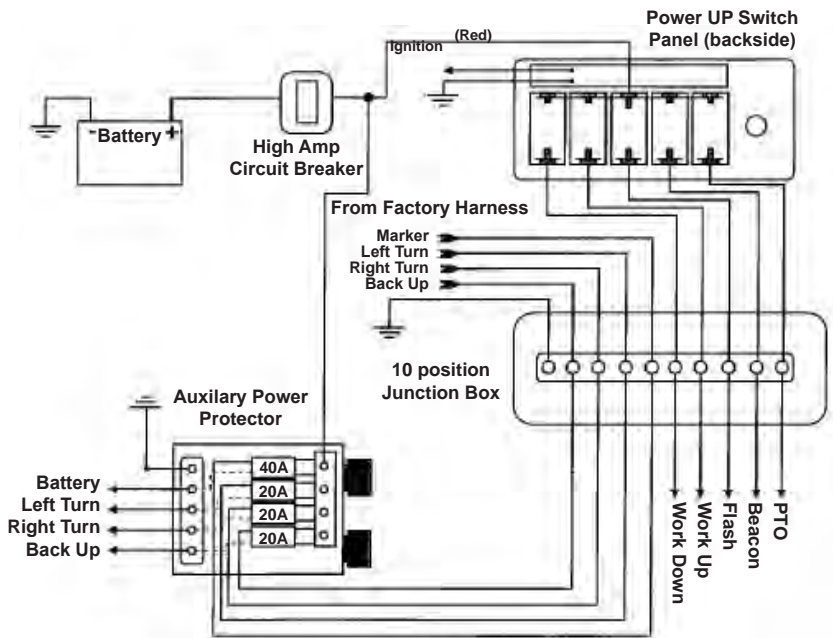 Power UP Switch
Panel (backside)
(Red)
Ignition
-Battery+
High Amp
Circuit Breaker
From Factory Harness
Marker
Left Turn
Right Turn
Back Up
10 position
Junction Box
Auxilary Power
Protector
40A
20A
20A
20A
Battery
Left Turn
Right Turn
Back Up
Work Down
Work Up
Flash
Beacon
PTO